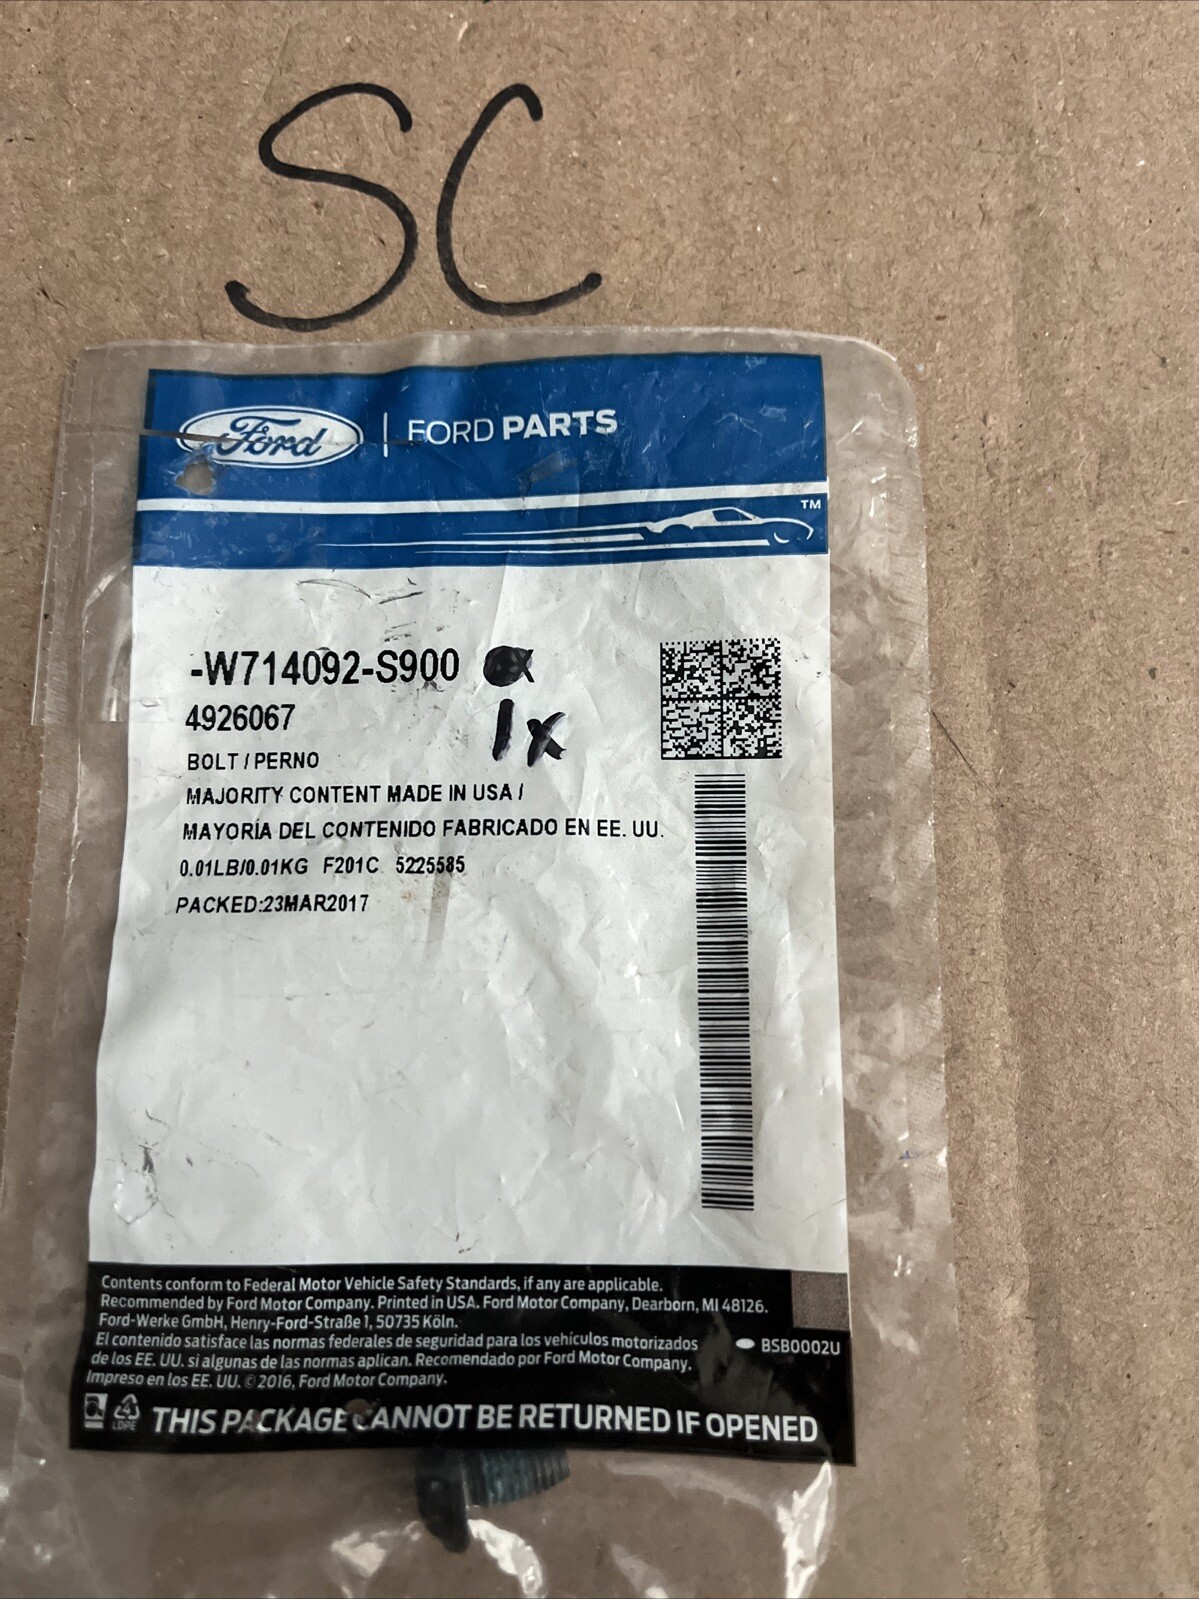 SC
Ford | FORD PARTS
TM
-W714092-S900
4926067
1x
BOLT / PERNO
MAJORITY CONTENT MADE IN USA /
MAYORÍA DEL CONTENIDO FABRICADO EN EE. UU.
0.01LB/0.01KG F201C 5225585
PACKED:23MAR2017
Contents conform to Federal Motor Vehicle Safety Standards, if any are applicable.
Recommended by Ford Motor Company. Printed in USA. Ford Motor Company, Dearborn, MI 48126.
Ford-Werke GmbH, Henry-Ford-Straße 1, 50735 Köln.
El contenido satisface las normas federales de seguridad para los vehículos motorizados
de los EE. UU. si algunas de las normas aplican. Recomendado por Ford Motor Company.
Impreso en los EE. UU. © 2016, Ford Motor Company.
BSB0002U
4
LDPE
THIS PACKAGE CANNOT BE RETURNED IF OPENED